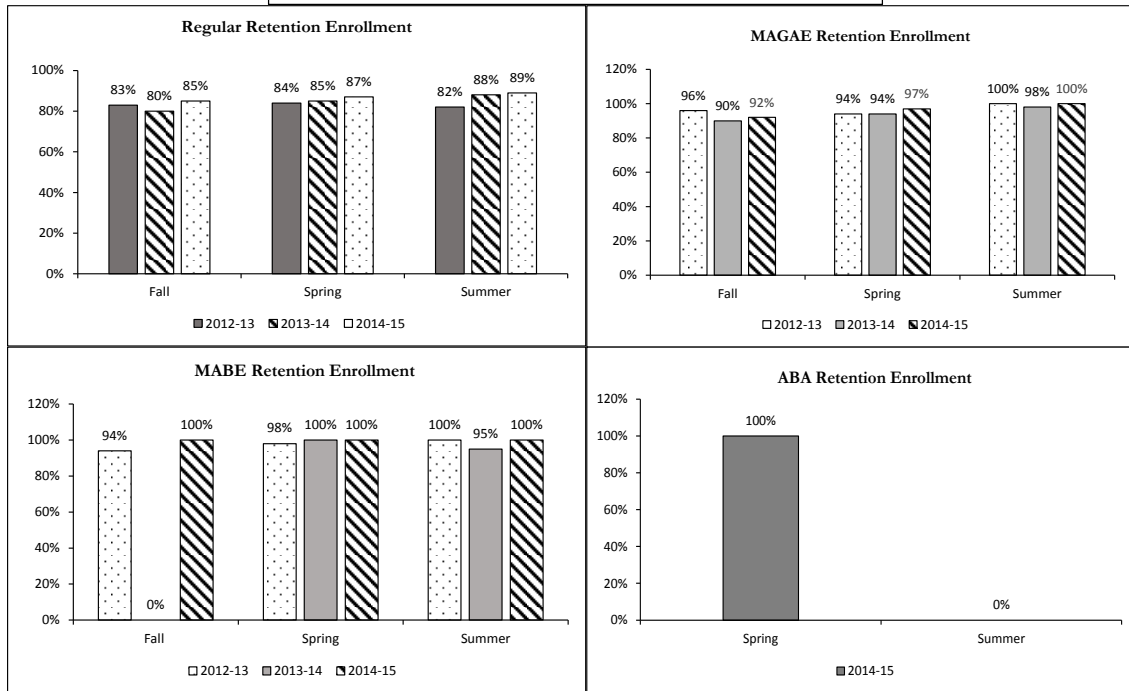 Regular Retention Enrollment
100%
80%
60%
40%
20%
0%
83% 80% 85% 84% 85% 87% 82% 88% 89%
Fall Spring Summer
2012-13 2013-14 2014-15
MAGAE Retention Enrollment
120%
100%
80%
60%
40%
20%
0%
96% 90% 92% 94% 94% 97% 100% 98% 100%
Fall Spring Summer
2012-13 2013-14 2014-15
MABE Retention Enrollment
120%
100%
80%
60%
40%
20%
0%
94% 0% 100% 98% 100% 100% 100% 95% 100%
Fall Spring Summer
2012-13 2013-14 2014-15
ABA Retention Enrollment
120%
100%
80%
60%
40%
20%
0%
100% 0%
Spring Summer
2014-15